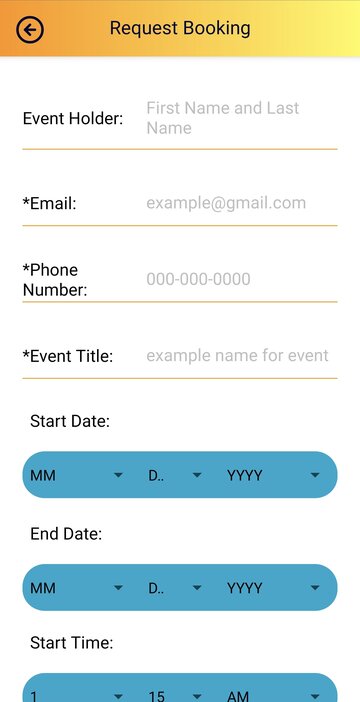 Request Booking
Event Holder:
First Name and Last
Name
*Email:
example@gmail.com
*Phone
Number:
000-000-0000
*Event Title:
example name for event
Start Date:
MM D.. YYYY
End Date:
MM D.. YYYY
Start Time:
1 15 AM